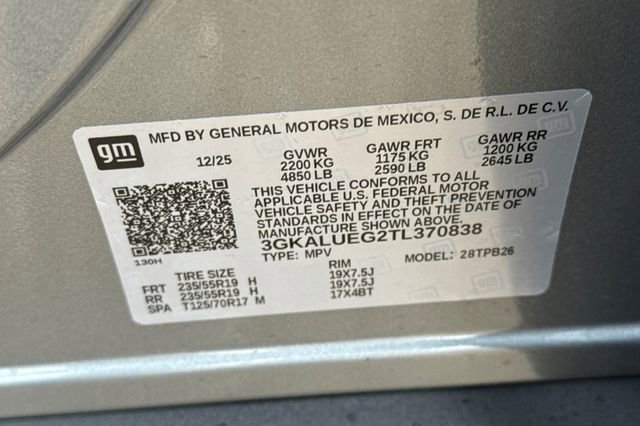 gm
MFD BY GENERAL MOTORS DE MEXICO, S. DE R.L. DE C.V.
12/25 GVWR GAWR FRT GAWR RR
2200 KG 1175 KG 1200 KG
4850 LB 2590 LB 2645 LB
THIS VEHICLE CONFORMS TO ALL
APPLICABLE U.S. FEDERAL MOTOR
VEHICLE SAFETY AND THEFT PREVENTION
STANDARDS IN EFFECT ON THE DATE OF
MANUFACTURE SHOWN ABOVE.
3GKALUEG2TL370838
130H
TYPE: MPV MODEL: 28TPB26
TIRE SIZE RIM
FRT 235/55R19 H 19X7.5J
RR 235/55R19 H 19X7.5J
SPA T125/70R17 M 17X4BT